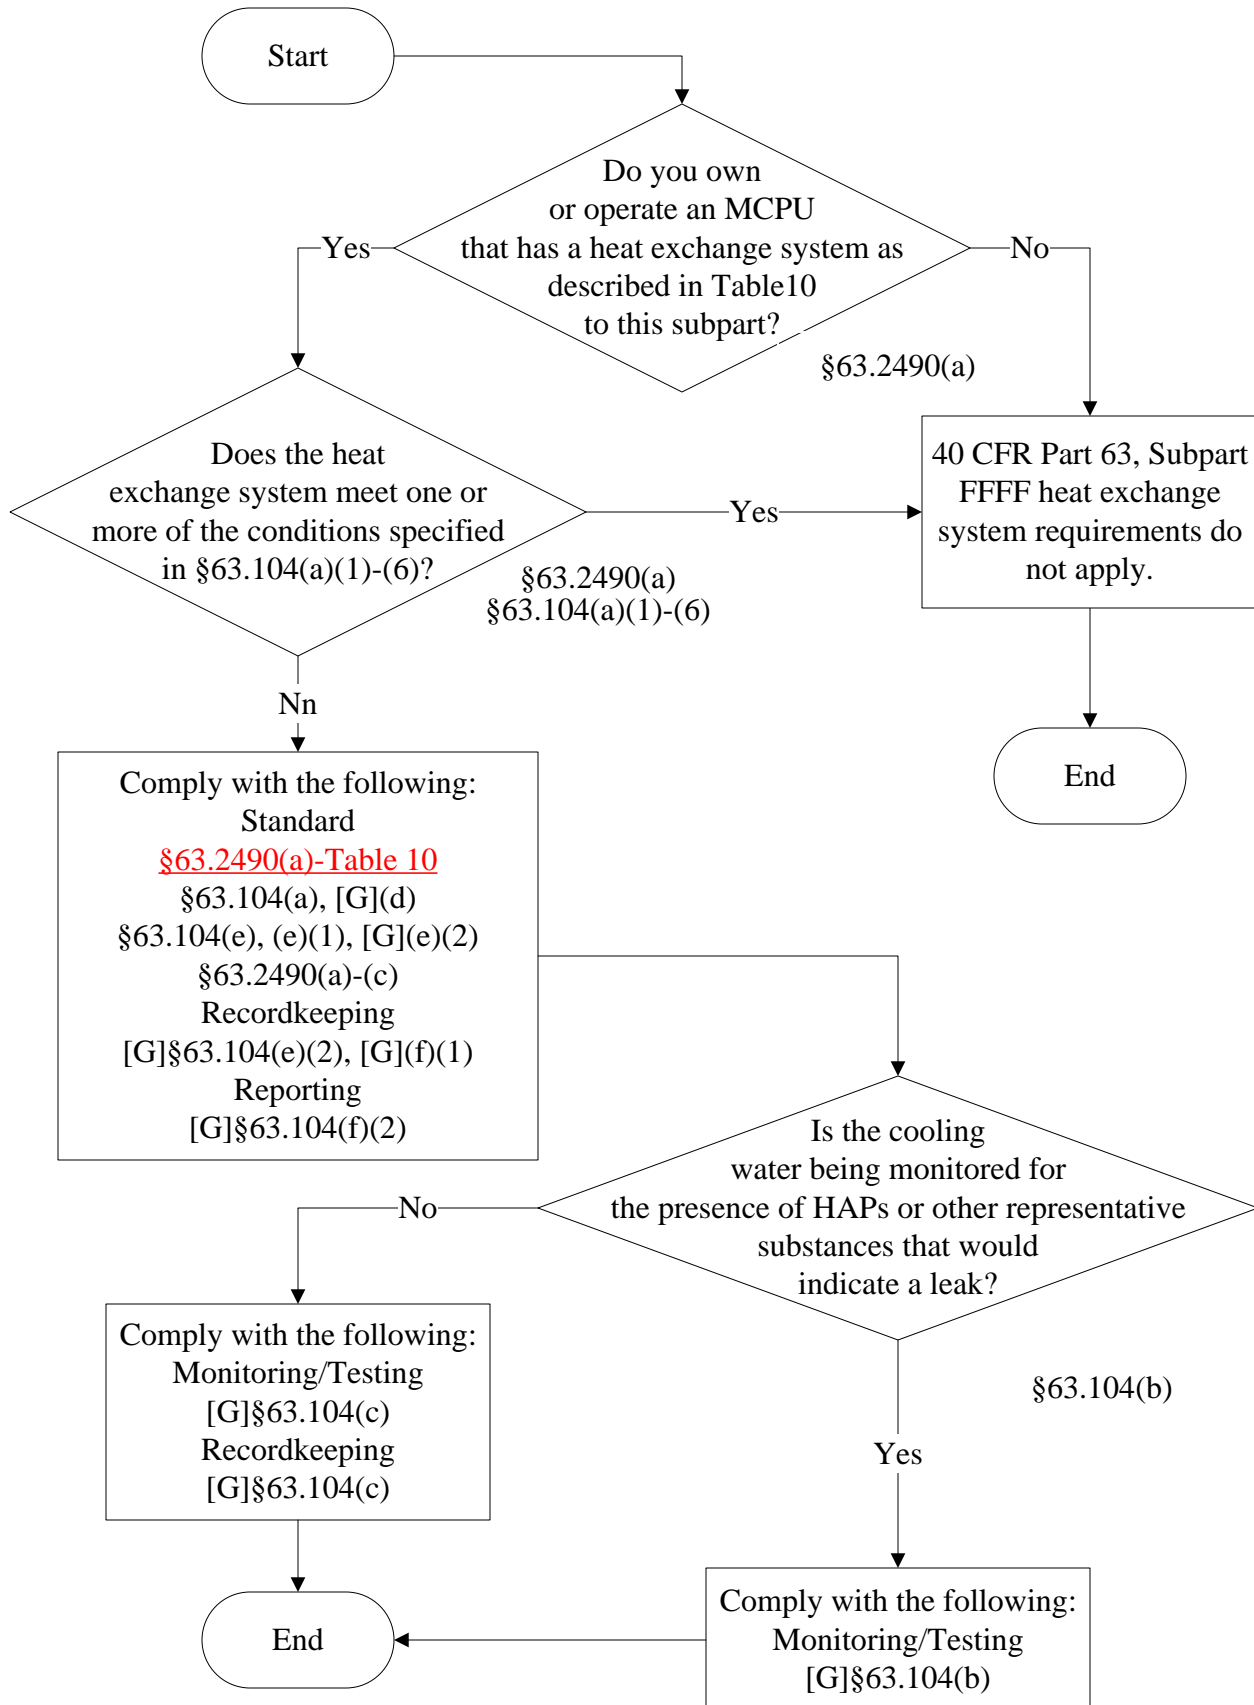 Start
Do you own
or operate an MCPU
that has a heat exchange system as
described in Table10
to this subpart?
Yes
No
§63.2490(a)
Does the heat
exchange system meet one or
more of the conditions specified
in §63.104(a)(1)-(6)?
Yes
§63.2490(a)
§63.104(a)(1)-(6)
40 CFR Part 63, Subpart
FFFF heat exchange
system requirements do
not apply.
End
Nn
Comply with the following:
Standard
§63.2490(a)-Table 10
§63.104(a), [G](d)
§63.104(e), (e)(1), [G](e)(2)
§63.2490(a)-(c)
Recordkeeping
[G]§63.104(e)(2), [G](f)(1)
Reporting
[G]§63.104(f)(2)
Is the cooling
water being monitored for
the presence of HAPs or other representative
substances that would
indicate a leak?
No
§63.104(b)
Yes
Comply with the following:
Monitoring/Testing
[G]§63.104(c)
Recordkeeping
[G]§63.104(c)
End
Comply with the following:
Monitoring/Testing
[G]§63.104(b)